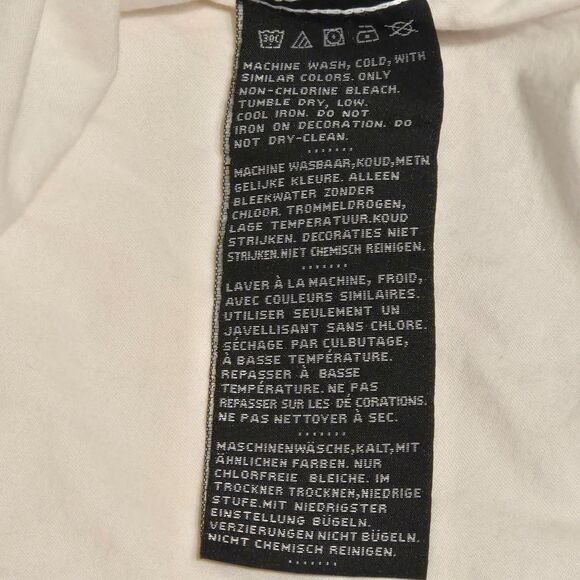 30C
MACHINE WASH, COLD, WITH
SIMILAR COLORS. ONLY
NON-CHLORINE BLEACH.
TUMBLE DRY, LOW.
COOL IRON. DO NOT
IRON ON DECORATION. DO
NOT DRY-CLEAN.
MACHINE WASBAAR,KOUD,METN
GELIJKE KLEURE. ALLEEN
BLEEKWATER ZONDER
CHLOOR. TROMMELDROGEN,
LAGE TEMPERATUUR.KOUD
STRIJKEN. DECORATIES NIET
STRIJKEN.NIET CHEMISCH REINIGEN.
LAVER À LA MACHINE, FROID,
AVEC COULEURS SIMILAIRES.
UTILISER SEULEMENT UN
JAVELLISANT SANS CHLORE.
SÉCHAGE PAR CULBUTAGE,
À BASSE TEMPÉRATURE.
REPASSER À BASSE
TEMPÉRATURE. NE PAS
REPASSER SUR LES DÉ CORATIONS.
NE PAS NETTOYER À SEC.
MASCHINENWÄSCHE,KALT,MIT
ÄHNLICHEN FARBEN. NUR
CHLORFREIE BLEICHE. IM
TROCKNER TROCKNEN,NIEDRIGE
STUFE.MIT NIEDRIGSTER
EINSTELLUNG BÜGELN.
VERZIERUNGEN NICHT BÜGELN.
NICHT CHEMISCH REINIGEN.